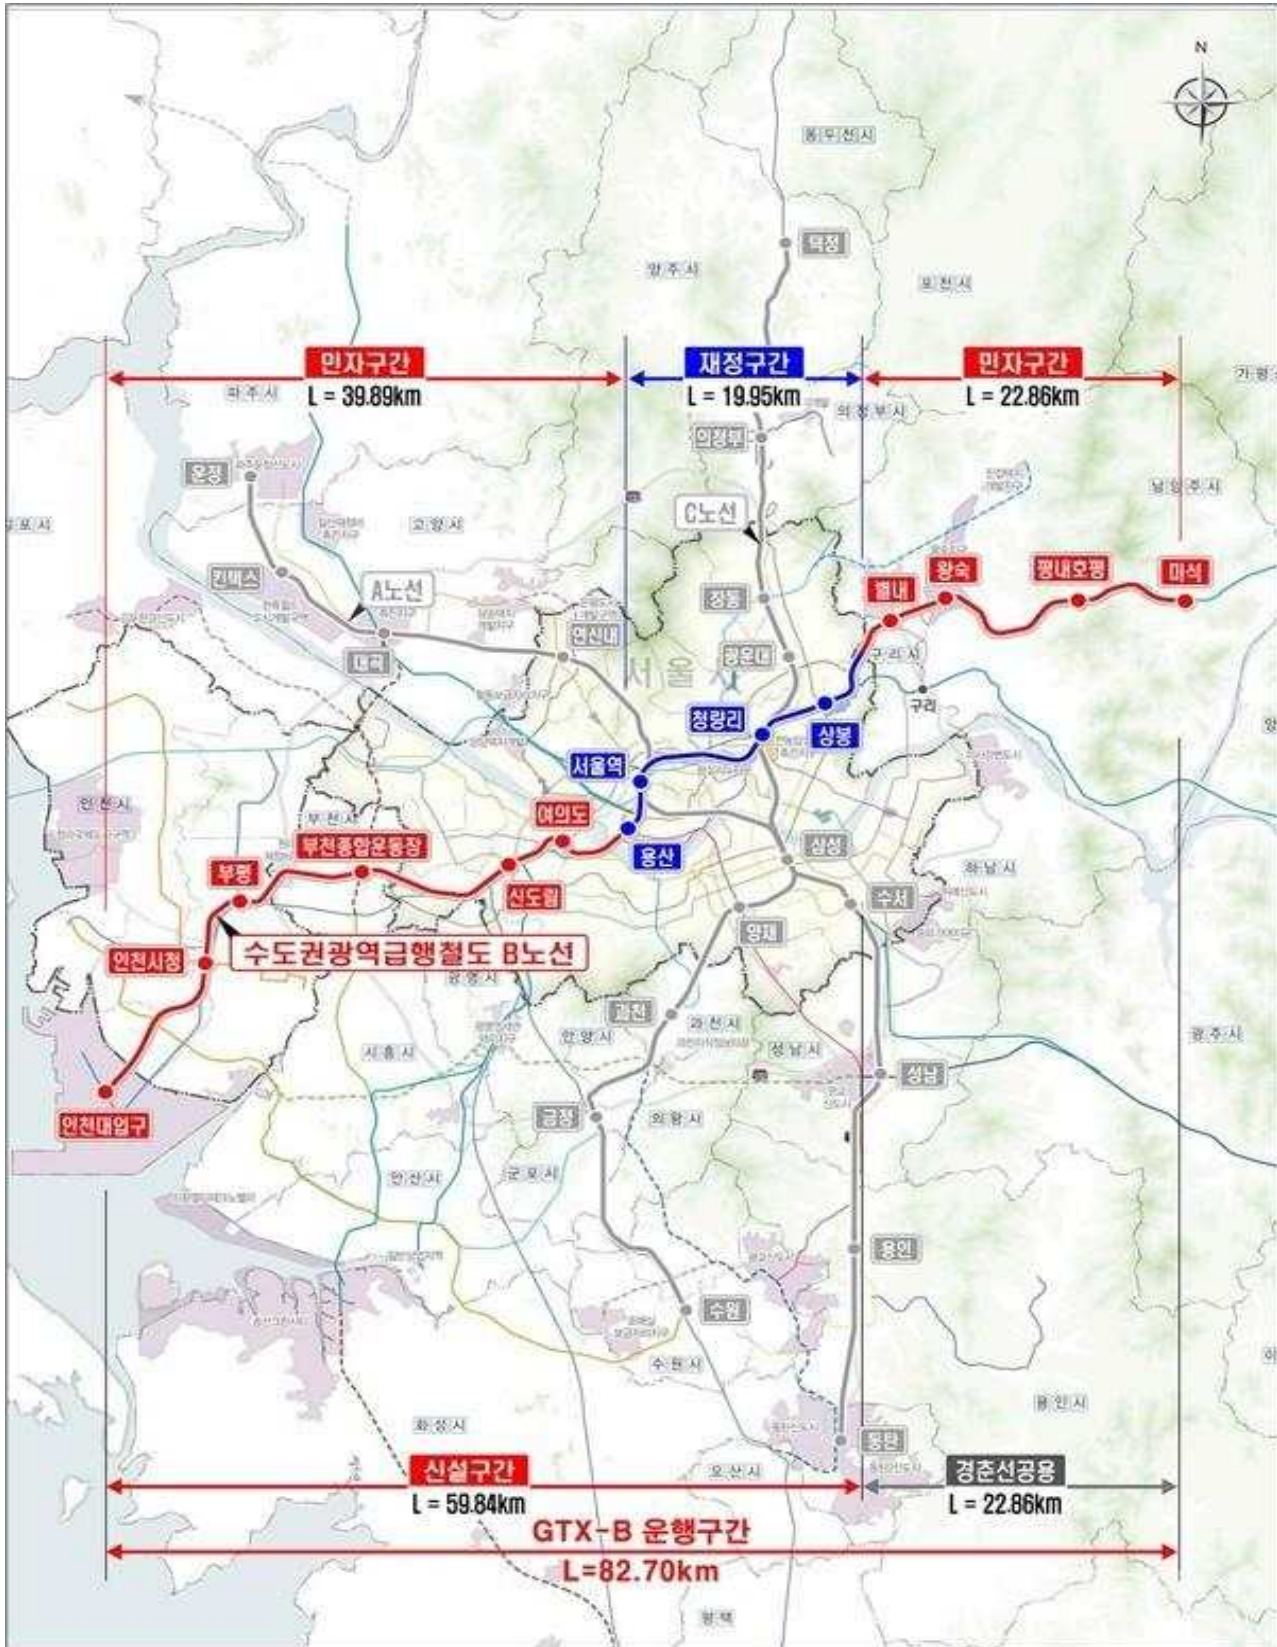 N
동두천시
덕정
양주시
포천시
민자구간
재정구간
민자구간
L = 39.89km
L = 19.95km
L = 22.86km
파주시
의정부시
의정부
운정
남양주시
고양시
C노선
킨텍스
A노선
창동
왕숙
평내호평
마석
별내
연신내
광운대
구리시
서울시
구리
청량리
상봉
서울역
인천시
여의도
부천시
부천종합운동장
용산
삼성
하남시
부평
신도림
수서
양재
인천시청
수도권광역급행철도 B노선
광명시
과천
과천시
안양시
성남시
시흥시
광주시
성남
인천대입구
금정
의왕시
안산시
군포시
용인
수원
수원시
화성시
용인시
동탄
오산시
신설구간
경춘선공용
L = 59.84km
L = 22.86km
GTX-B 운행구간
L=82.70km
평택